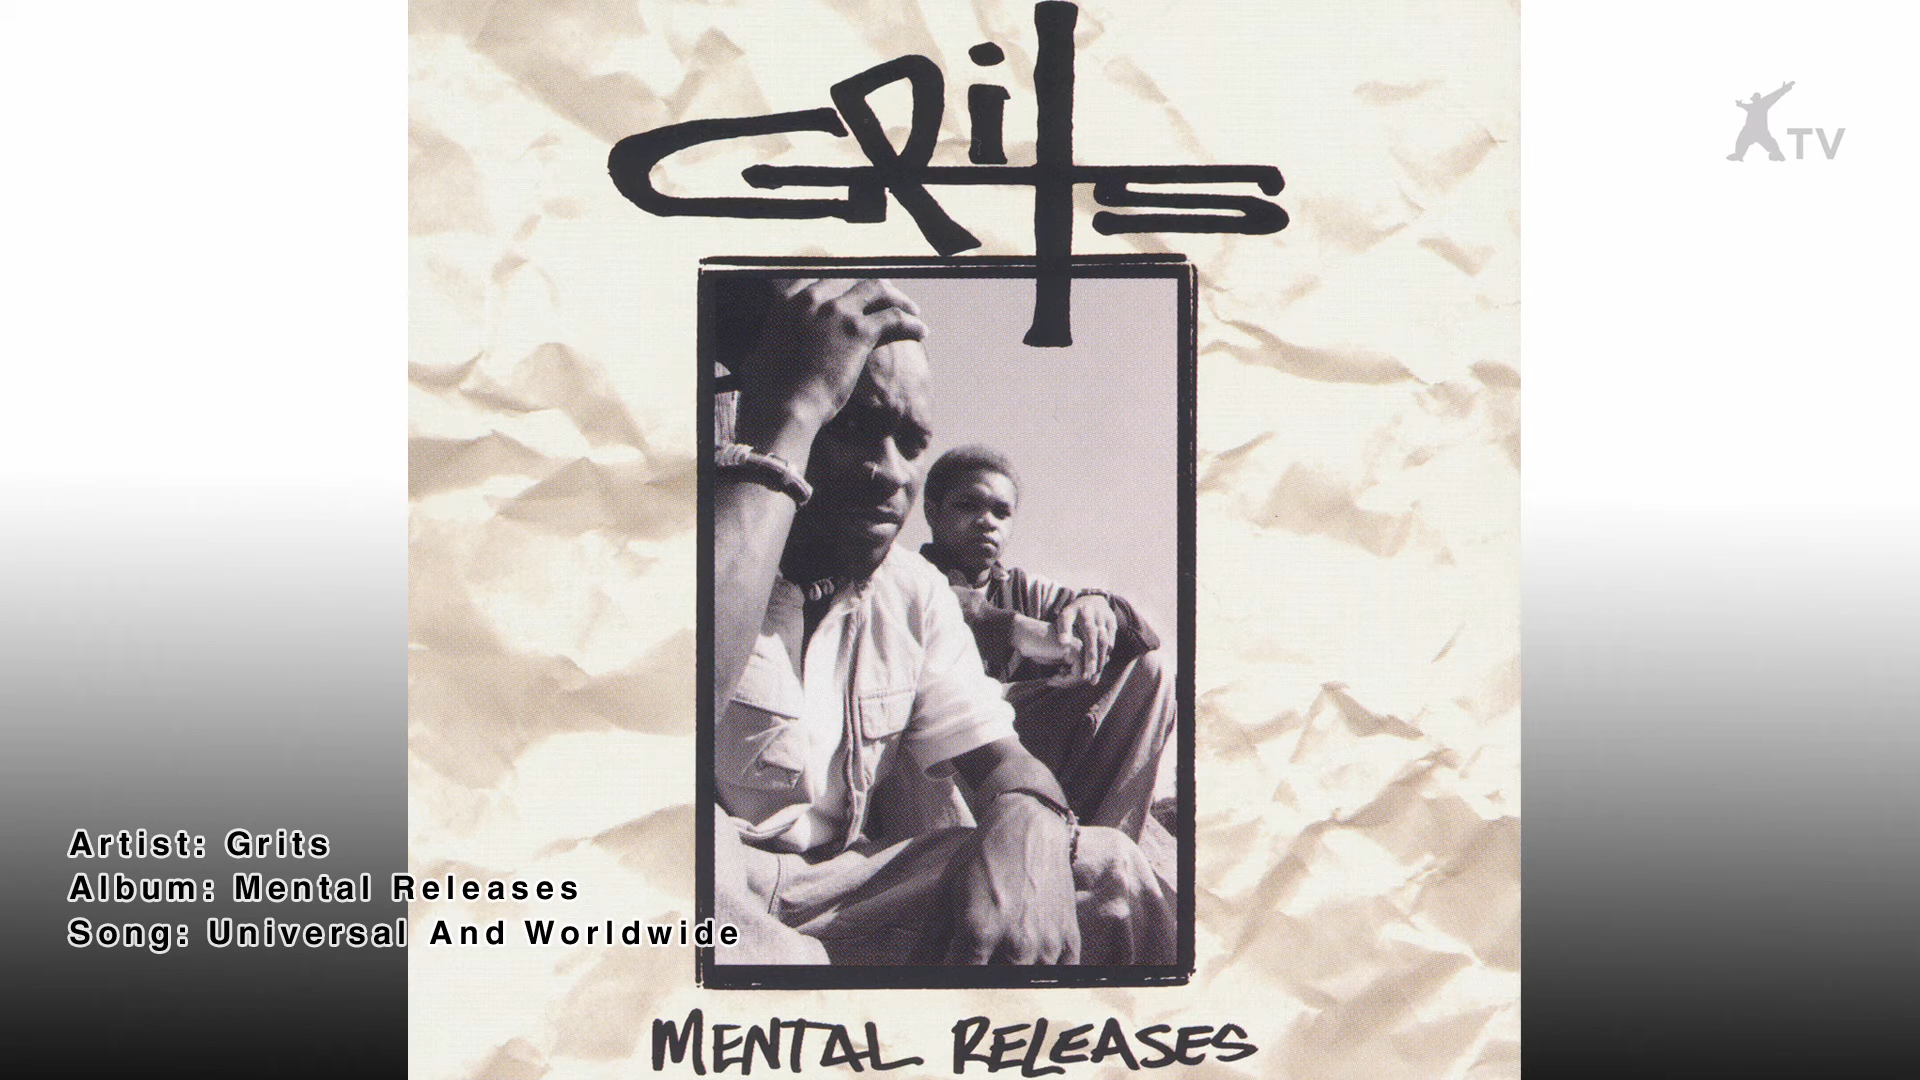 GRits
TV
Artist: Grits
Album: Mental Releases
Song: Universal And Worldwide
MENTAL RELEASES